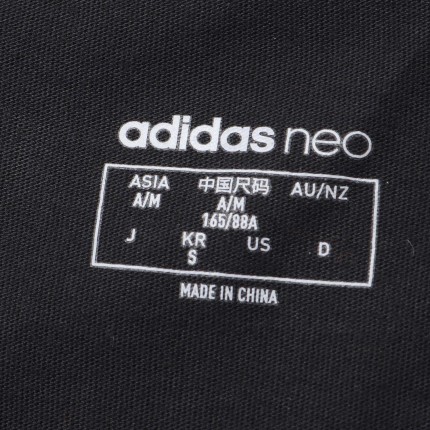 adidas neo
ASIA 中国尺码 AU/NZ
A/M A/M
165/88A
J KR US D
S
MADE IN CHINA